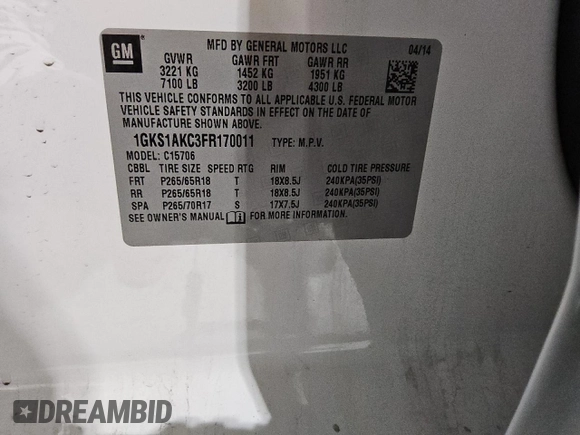 GM
MFD BY GENERAL MOTORS LLC 04/14
GVWR GAWR FRT GAWR RR
3221 KG 1452 KG 1951 KG
7100 LB 3200 LB 4300 LB
THIS VEHICLE CONFORMS TO ALL APPLICABLE U.S. FEDERAL MOTOR
VEHICLE SAFETY STANDARDS IN EFFECT ON THE DATE OF
MANUFACTURE SHOWN ABOVE.
1GKS1AKC3FR170011 TYPE: M.P.V.
MODEL: C15706
CBBL TIRE SIZE SPEED RTG RIM COLD TIRE PRESSURE
FRT P265/65R18 T 18X8.5J 240KPA(35PSI)
RR P265/65R18 T 18X8.5J 240KPA(35PSI)
SPA P265/70R17 S 17X7.5J 240KPA(35PSI)
SEE OWNER'S MANUAL FOR MORE INFORMATION.
DREAMBID